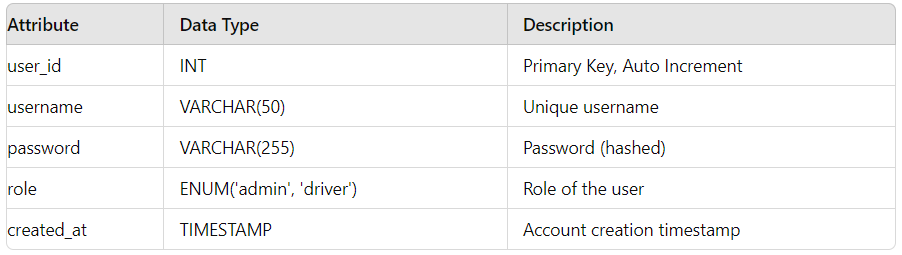 Attribute Data Type Description
user_id INT Primary Key, Auto Increment
username VARCHAR(50) Unique username
password VARCHAR(255) Password (hashed)
role ENUM('admin', 'driver') Role of the user
created_at TIMESTAMP Account creation timestamp